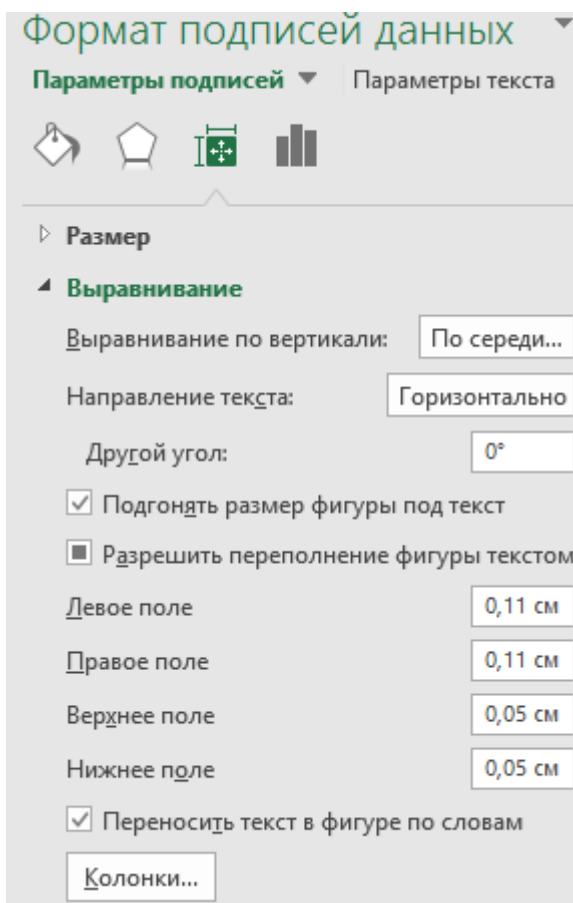 Формат подписей данных
Параметры подписей Параметры текста
Размер
Выравнивание
Выравнивание по вертикали: По середи...
Направление текста: Горизонтально
Другой угол: 0°
Подгонять размер фигуры под текст
Разрешить переполнение фигуры текстом
Левое поле 0,11 см
Правое поле 0,11 см
Верхнее поле 0,05 см
Нижнее поле 0,05 см
Переносить текст в фигуре по словам
Колонки...